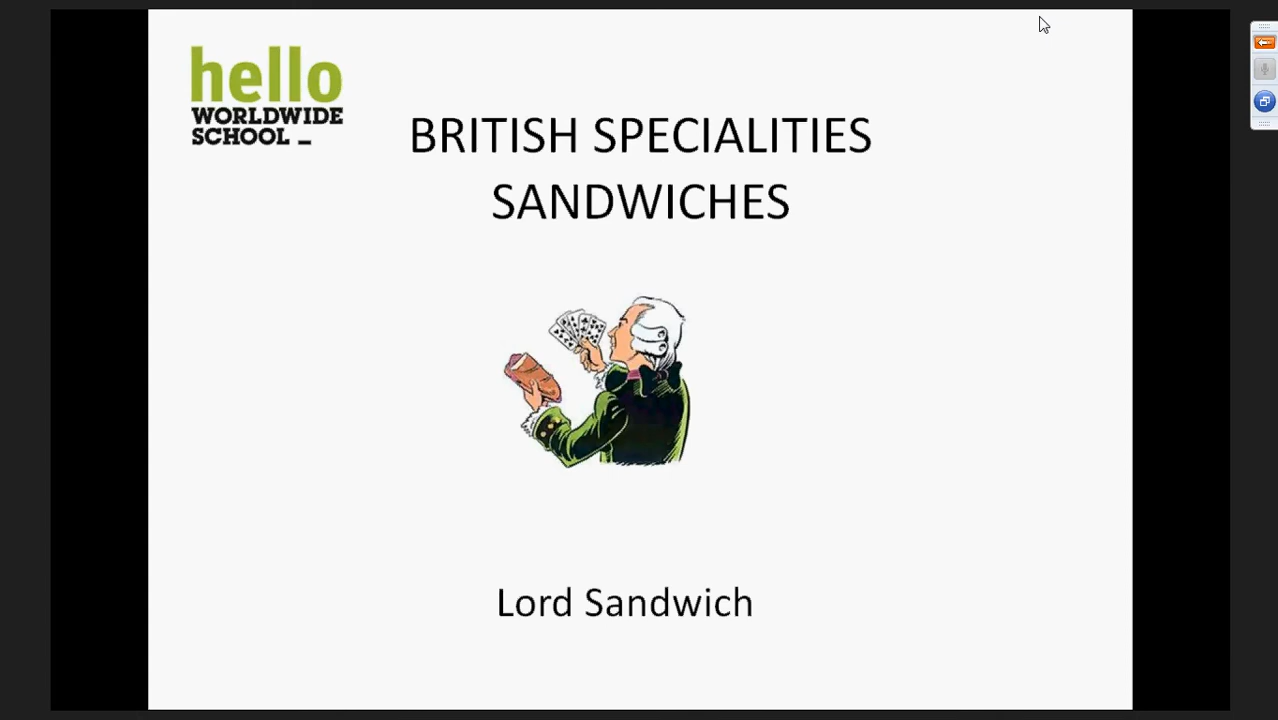 hello
WORLDWIDE
SCHOOL _
BRITISH SPECIALITIES
SANDWICHES
Lord Sandwich